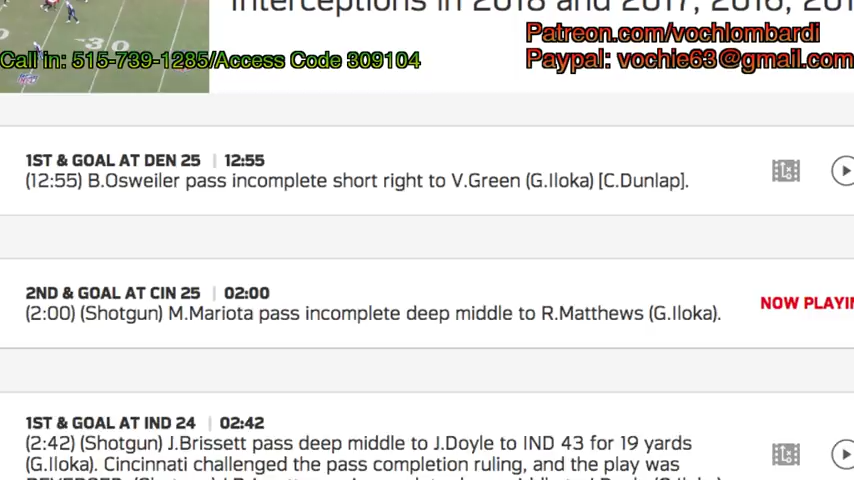 Interceptions in 2018 and 2017, 2016,
Patreon.com/vochlombardi
Call in: 515-739-1285/Access Code 309104
Paypal: vochie63@gmail.com
30
1ST & GOAL AT DEN 25 | 12:55
(12:55) B.Osweiler pass incomplete short right to V.Green (G.Iloka) [C.Dunlap].
2ND & GOAL AT CIN 25 | 02:00
(2:00) (Shotgun) M.Mariota pass incomplete deep middle to R.Matthews (G.Iloka).
NOW PLAYIN
1ST & GOAL AT IND 24 | 02:42
(2:42) (Shotgun) J.Brissett pass deep middle to J.Doyle to IND 43 for 19 yards
(G.Iloka). Cincinnati challenged the pass completion ruling, and the play was